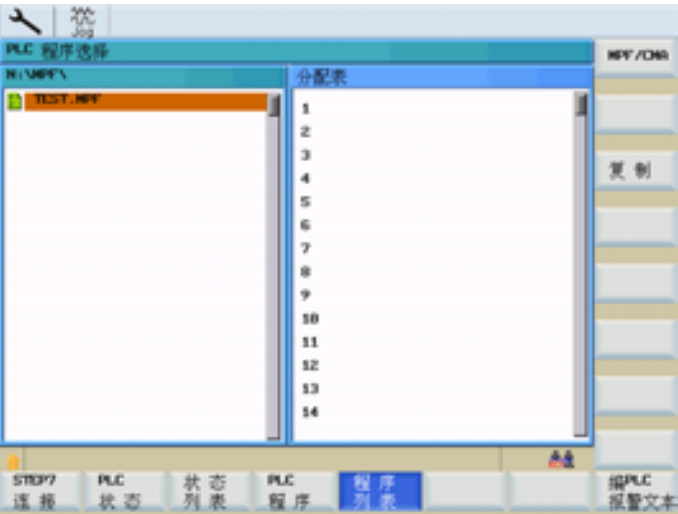 Jog
PLC 程序选择
MPF/CMA
N:\MPF\
分配表
TEST.MPF
1
2
3
复 制
4
5
6
7
8
9
10
11
12
13
14
STEP7 连 接
PLC 状 态
状 态 列 表
PLC 程 序
程 序 列 表
编PLC 报警文本